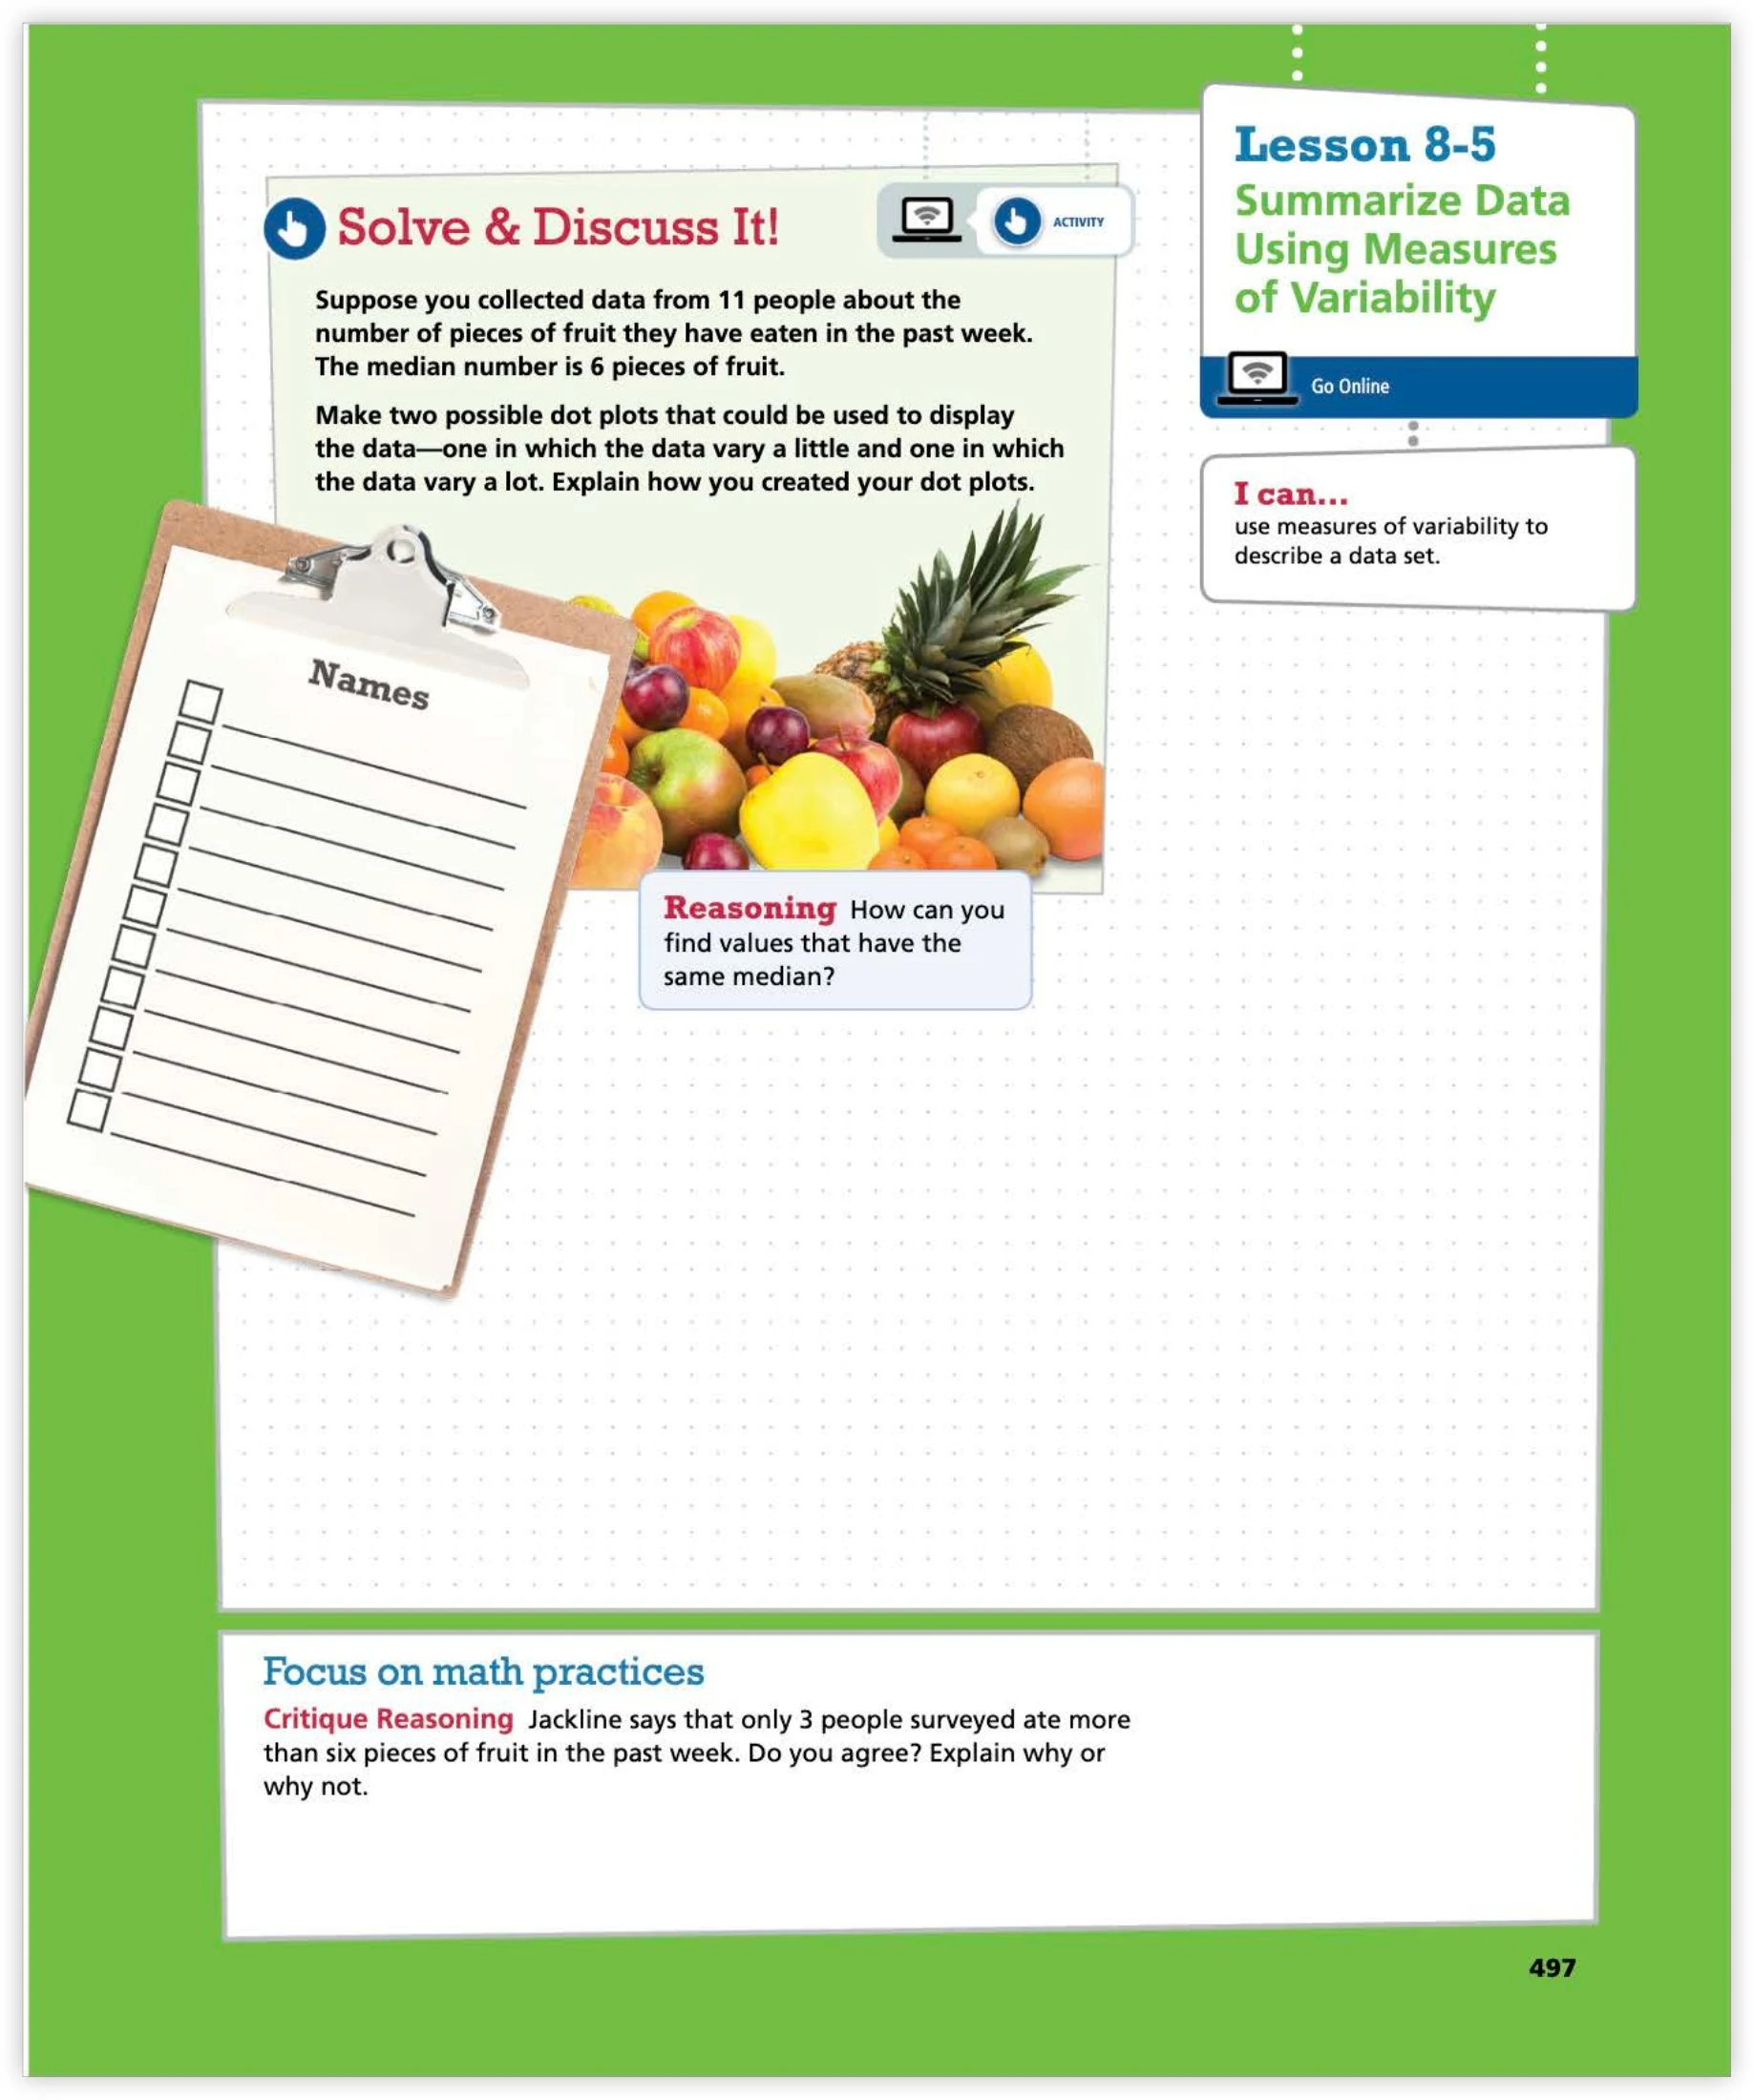 Lesson 8-5
Summarize Data
Using Measures
of Variability
Go Online
I can...
use measures of variability to
describe a data set.
Solve & Discuss It!
ACTIVITY
Suppose you collected data from 11 people about the
number of pieces of fruit they have eaten in the past week.
The median number is 6 pieces of fruit.
Make two possible dot plots that could be used to display
the data—one in which the data vary a little and one in which
the data vary a lot. Explain how you created your dot plots.
Names
Reasoning How can you
find values that have the
same median?
Focus on math practices
Critique Reasoning Jackline says that only 3 people surveyed ate more
than six pieces of fruit in the past week. Do you agree? Explain why or
why not.
497